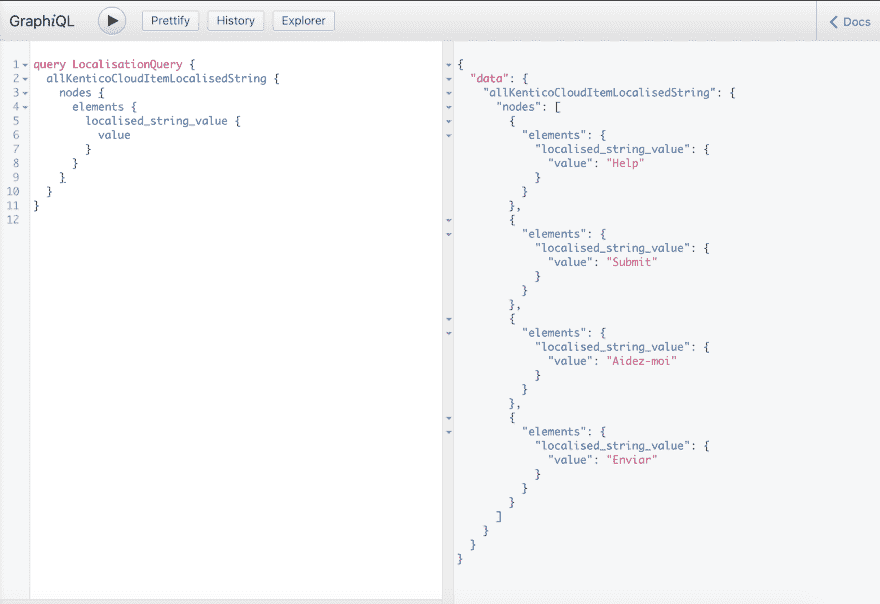 GraphiQL Prettify History Explorer Docs
1 query LocalisationQuery {
2 allKenticoCloudItemLocalisedString {
3 nodes {
4 elements {
5 localised_string_value {
6 value
7 }
8 }
9 }
10 }
11 }
12
{
"data": {
"allKenticoCloudItemLocalisedString": {
"nodes": [
{
"elements": {
"localised_string_value": {
"value": "Help"
}
}
},
{
"elements": {
"localised_string_value": {
"value": "Submit"
}
}
},
{
"elements": {
"localised_string_value": {
"value": "Aidez-moi"
}
}
},
{
"elements": {
"localised_string_value": {
"value": "Enviar"
}
}
}
]
}
}
}